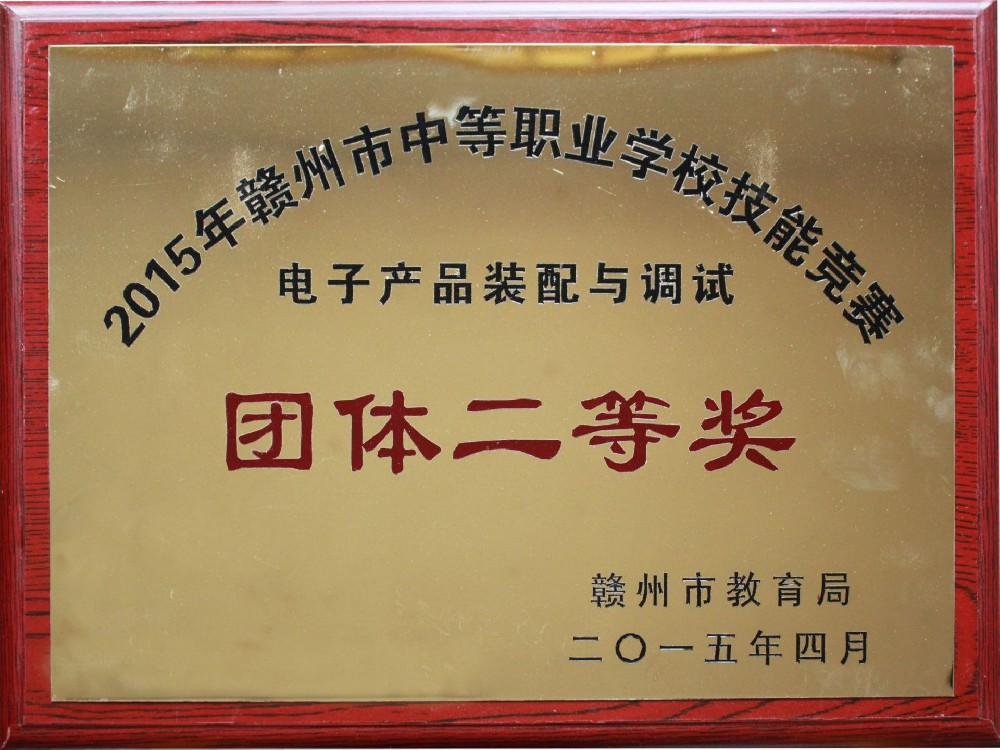 2015年赣州市中等职业学校技能竞赛
电子产品装配与调试
团体二等奖
赣州市教育局
二〇一五年四月